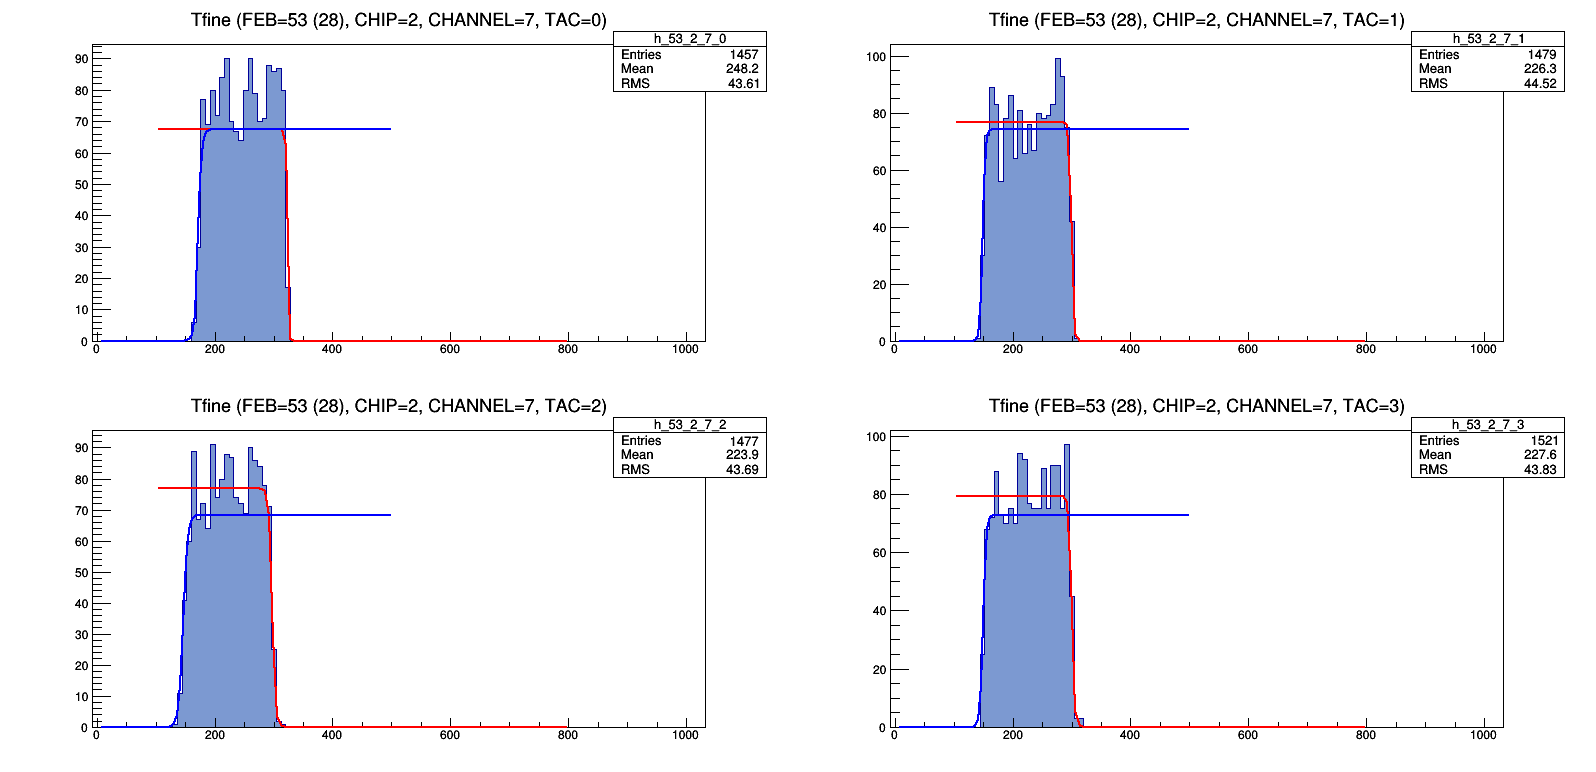 Tfine (FEB=53 (28), CHIP=2, CHANNEL=7, TAC=0)
h_53_2_7_0
Entries 1457
Mean 248.2
RMS 43.61
90
80
70
60
50
40
30
20
10
0
0 200 400 600 800 1000
Tfine (FEB=53 (28), CHIP=2, CHANNEL=7, TAC=1)
h_53_2_7_1
Entries 1479
Mean 226.3
RMS 44.52
100
80
60
40
20
0
0 200 400 600 800 1000
Tfine (FEB=53 (28), CHIP=2, CHANNEL=7, TAC=2)
h_53_2_7_2
Entries 1477
Mean 223.9
RMS 43.69
90
80
70
60
50
40
30
20
10
0
0 200 400 600 800 1000
Tfine (FEB=53 (28), CHIP=2, CHANNEL=7, TAC=3)
h_53_2_7_3
Entries 1521
Mean 227.6
RMS 43.83
100
80
60
40
20
0
0 200 400 600 800 1000